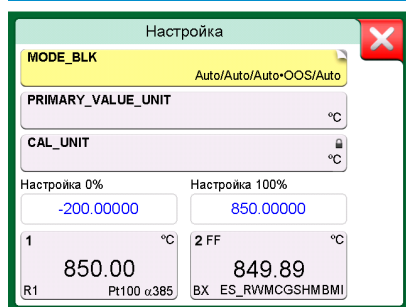 Настройка
MODE_BLK
Auto/Auto/Auto•OOS/Auto
PRIMARY_VALUE_UNIT
°C
CAL_UNIT
°C
Настройка 0%
Настройка 100%
-200.00000
850.00000
1 °C
850.00
R1 Pt100 α385
2 FF °C
849.89
BX ES_RWMCGSHMBMI